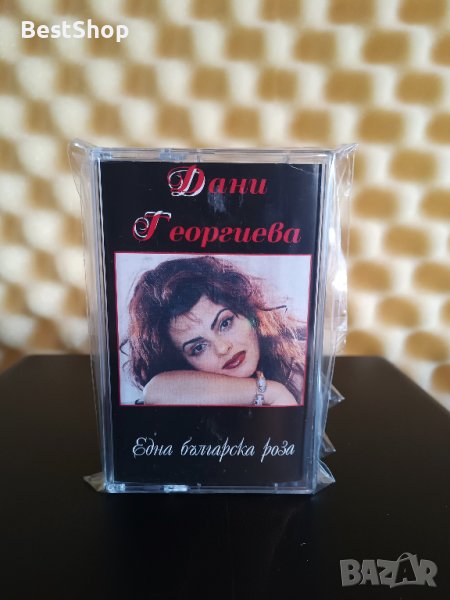 BestShop
Дани
Георгиева
Една българска роза
BAZAR